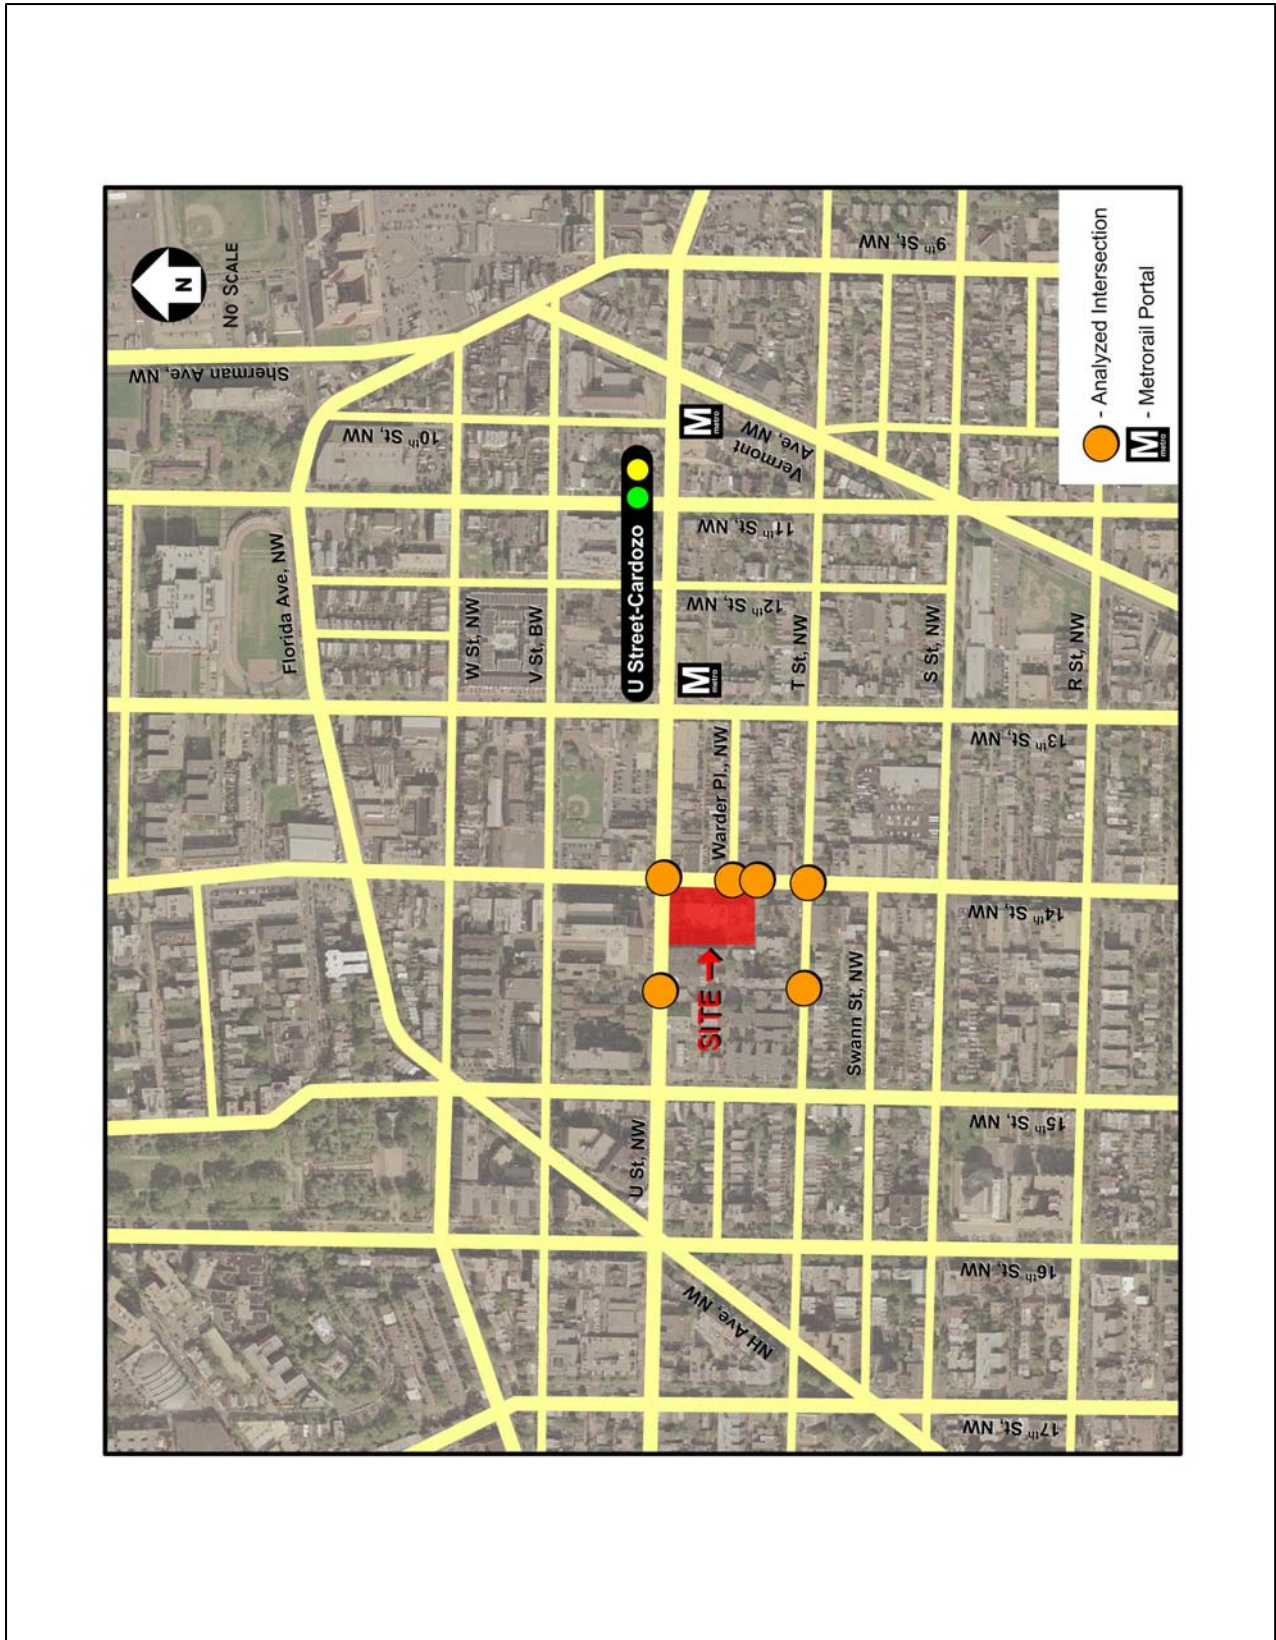 N
No SCALE
Sherman Ave, NW
Florida Ave, NW
10th St, NW
W St, NW
V St, BW
U Street-Cardozo
U St, NW
M
metro
M
metro
SITE
NH Ave, NW
Warder Pl., NW
12th St, NW
11th St, NW
Vermont
Ave, NW
T St, NW
Swann St, NW
9th St, NW
S St, NW
17th St, NW
16th St, NW
15th St, NW
14th St, NW
13th St, NW
R St, NW
- Analyzed Intersection
M
metro
- Metrorail Portal